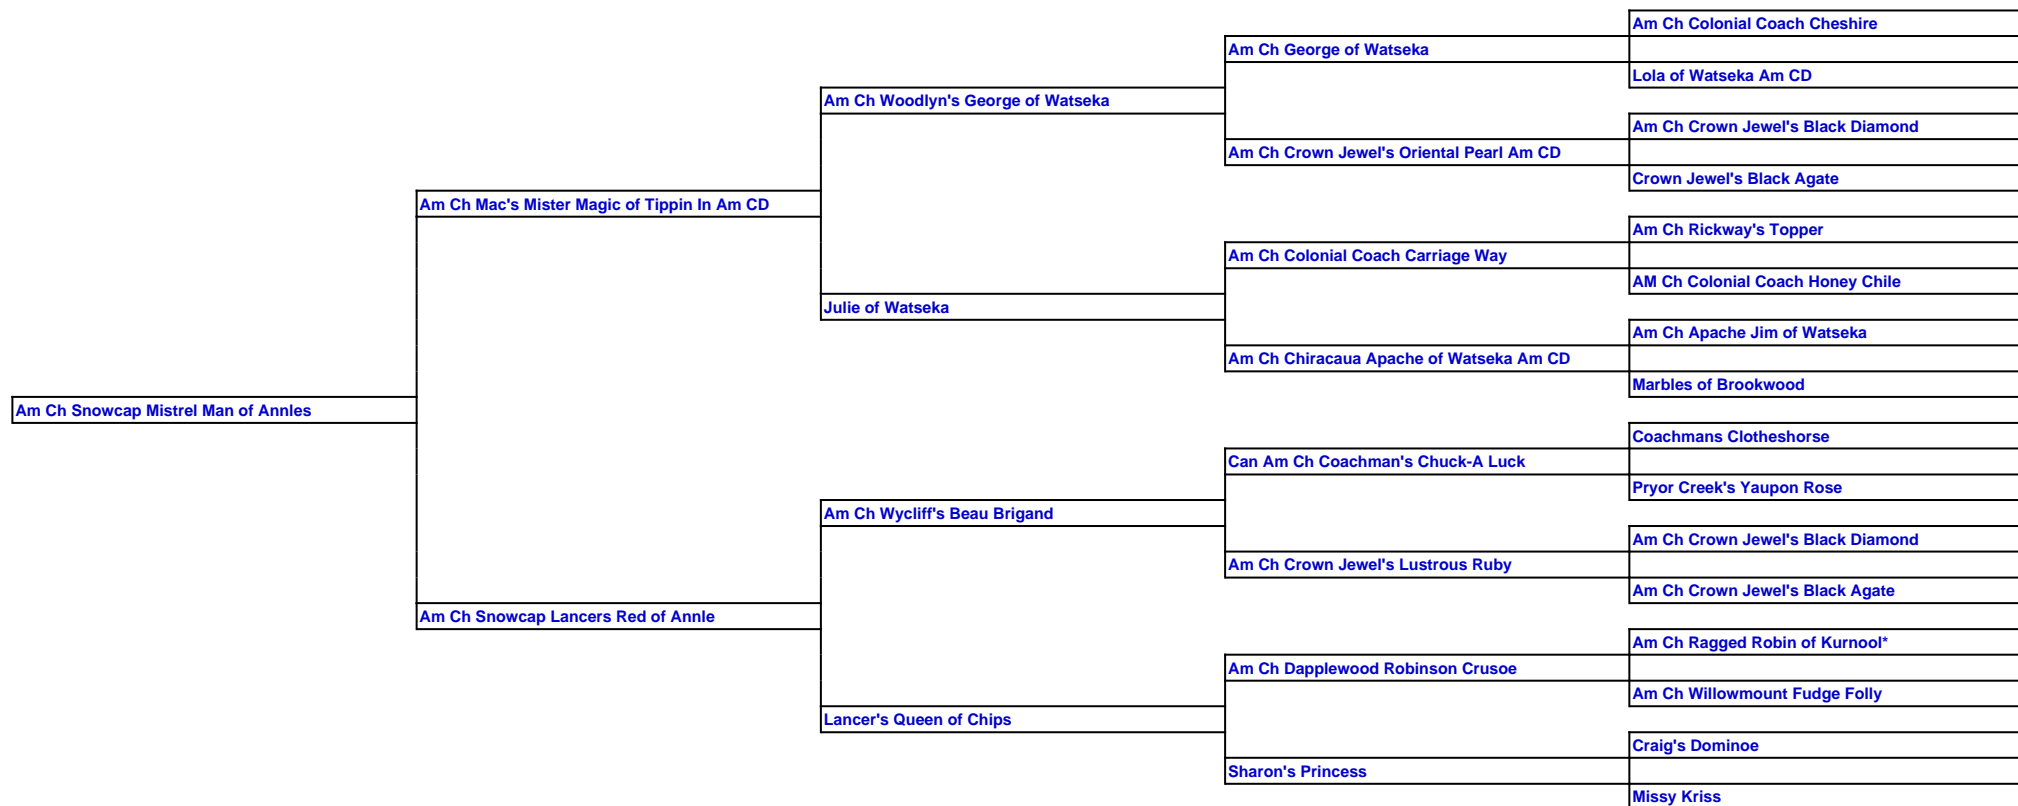 Am Ch Colonial Coach Cheshire
Am Ch George of Watseka
Lola of Watseka Am CD
Am Ch Woodlyn's George of Watseka
Am Ch Crown Jewel's Black Diamond
Am Ch Crown Jewel's Oriental Pearl Am CD
Crown Jewel's Black Agate
Am Ch Mac's Mister Magic of Tippin In Am CD
Am Ch Rickway's Topper
Am Ch Colonial Coach Carriage Way
AM Ch Colonial Coach Honey Chile
Julie of Watseka
Am Ch Apache Jim of Watseka
Am Ch Chiracaua Apache of Watseka Am CD
Marbles of Brookwood
Am Ch Snowcap Mistrel Man of Annles
Coachmans Clotheshorse
Can Am Ch Coachman's Chuck-A Luck
Pryor Creek's Yaupon Rose
Am Ch Wycliff's Beau Brigand
Am Ch Crown Jewel's Black Diamond
Am Ch Crown Jewel's Lustrous Ruby
Am Ch Crown Jewel's Black Agate
Am Ch Snowcap Lancers Red of Annle
Am Ch Ragged Robin of Kurnool*
Am Ch Dapplewood Robinson Crusoe
Am Ch Willowmount Fudge Folly
Lancer's Queen of Chips
Craig's Dominoe
Sharon's Princess
Missy Kriss